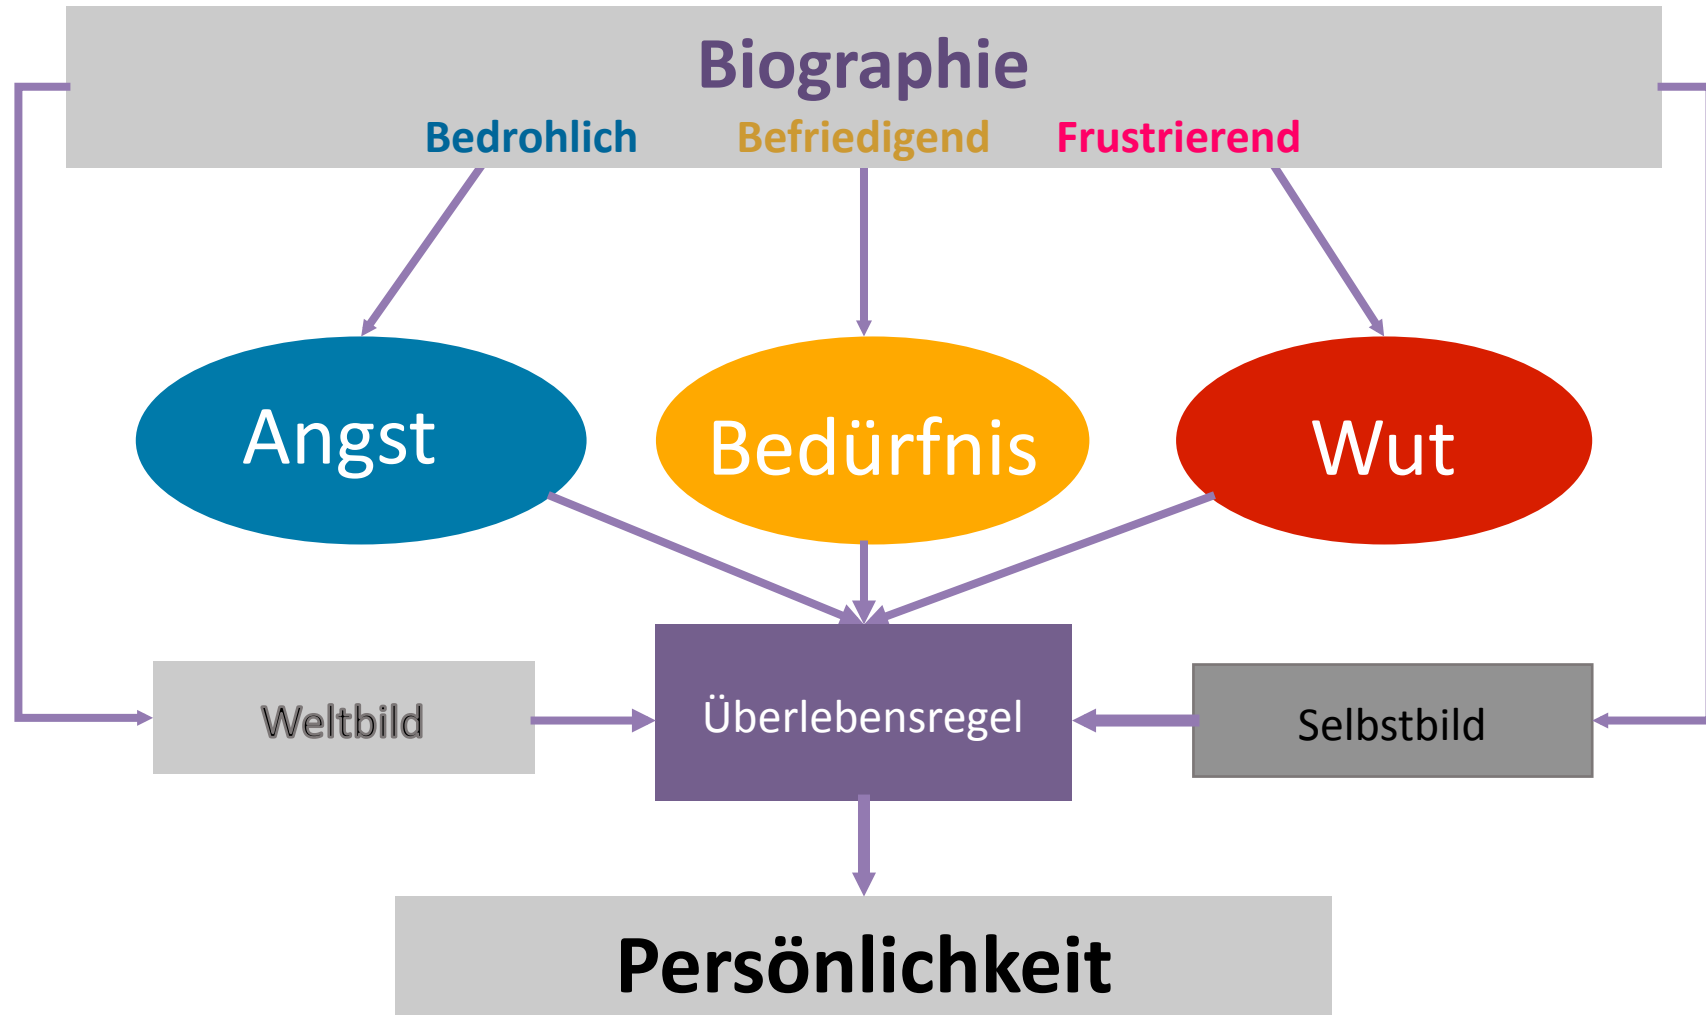 Biographie
Bedrohlich Befriedigend Frustrierend
Angst Bedürfnis Wut
Weltbild Überlebensregel Selbstbild
Persönlichkeit